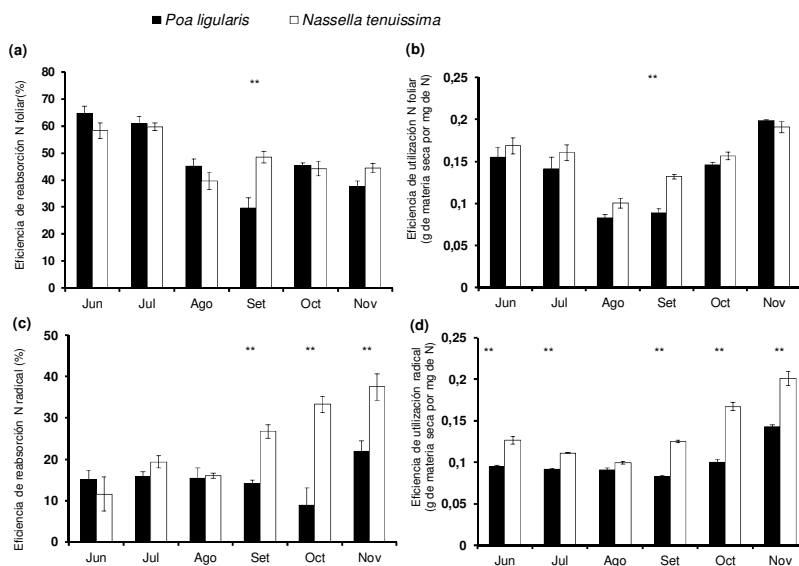 Poa ligularis Nassella tenuissima
(a)
Eficiencia de reabsorción N foliar(%)
80
70
60
50
40
30
20
10
0
**
Jun Jul Ago Set Oct Nov
(b)
Eficiencia de utilización N foliar
(g de materia seca por mg de N)
0,25
0,2
0,15
0,1
0,05
0
**
Jun Jul Ago Set Oct Nov
(c)
Eficiencia de reabsorción N radical (%)
50
40
30
20
10
0
** ** **
Jun Jul Ago Set Oct Nov
(d)
Eficiencia de utilización radical
(g de materia seca por mg de N)
0,25
0,2
0,15
0,1
0,05
0
** ** ** ** **
Jun Jul Ago Set Oct Nov